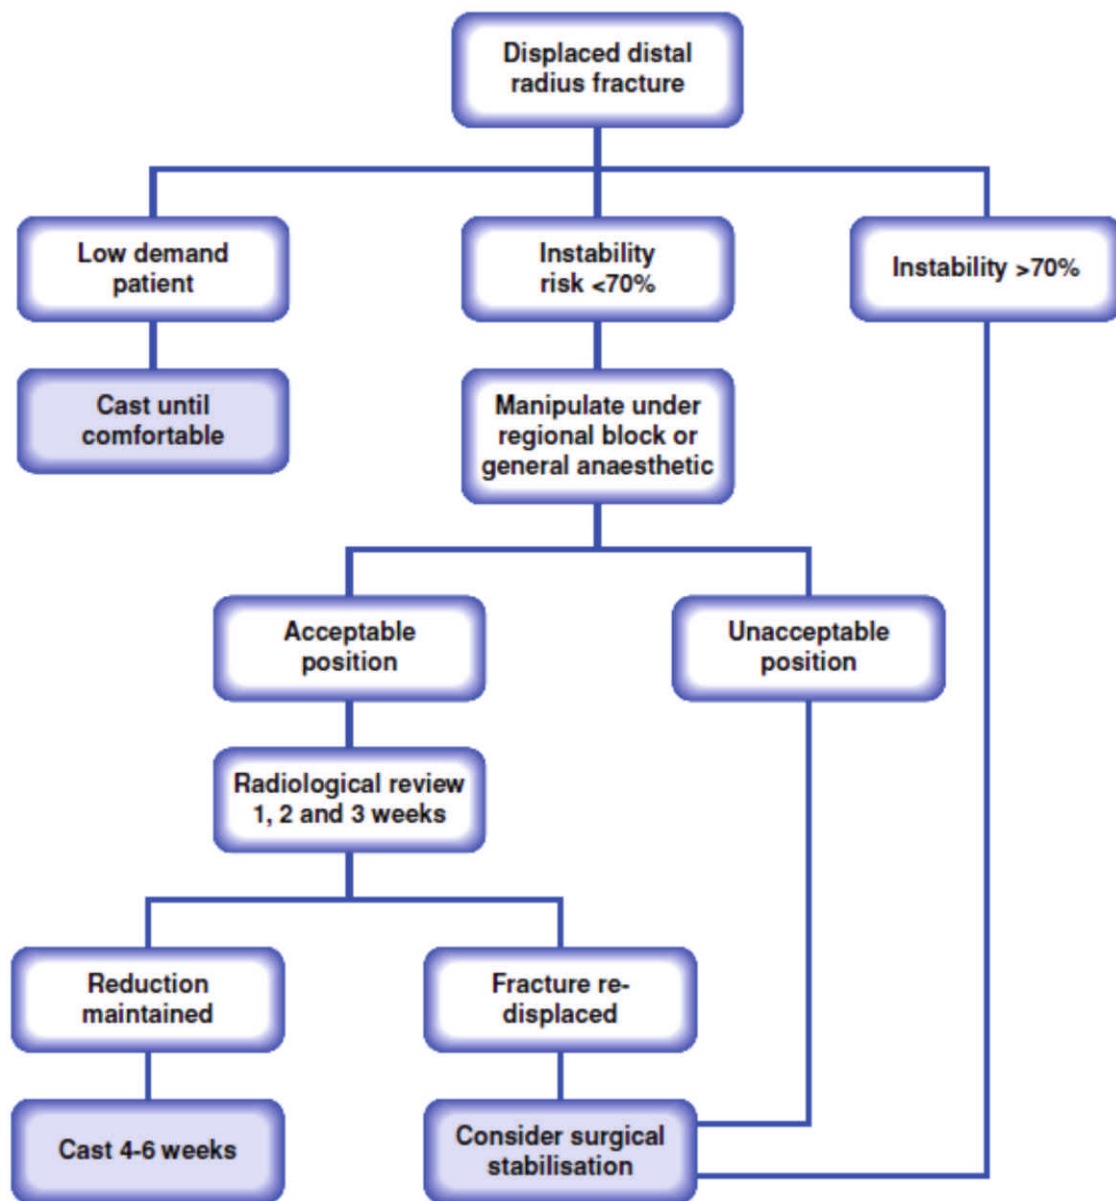 Displaced distal
radius fracture
Low demand
patient
Instability
risk <70%
Instability >70%
Cast until
comfortable
Manipulate under
regional block or
general anaesthetic
Acceptable
position
Unacceptable
position
Radiological review
1, 2 and 3 weeks
Reduction
maintained
Fracture re-
displaced
Cast 4-6 weeks
Consider surgical
stabilisation